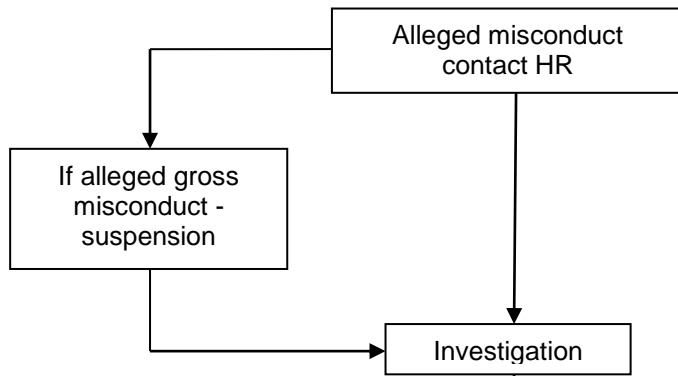 Alleged misconduct
contact HR
If alleged gross
misconduct -
suspension
Investigation